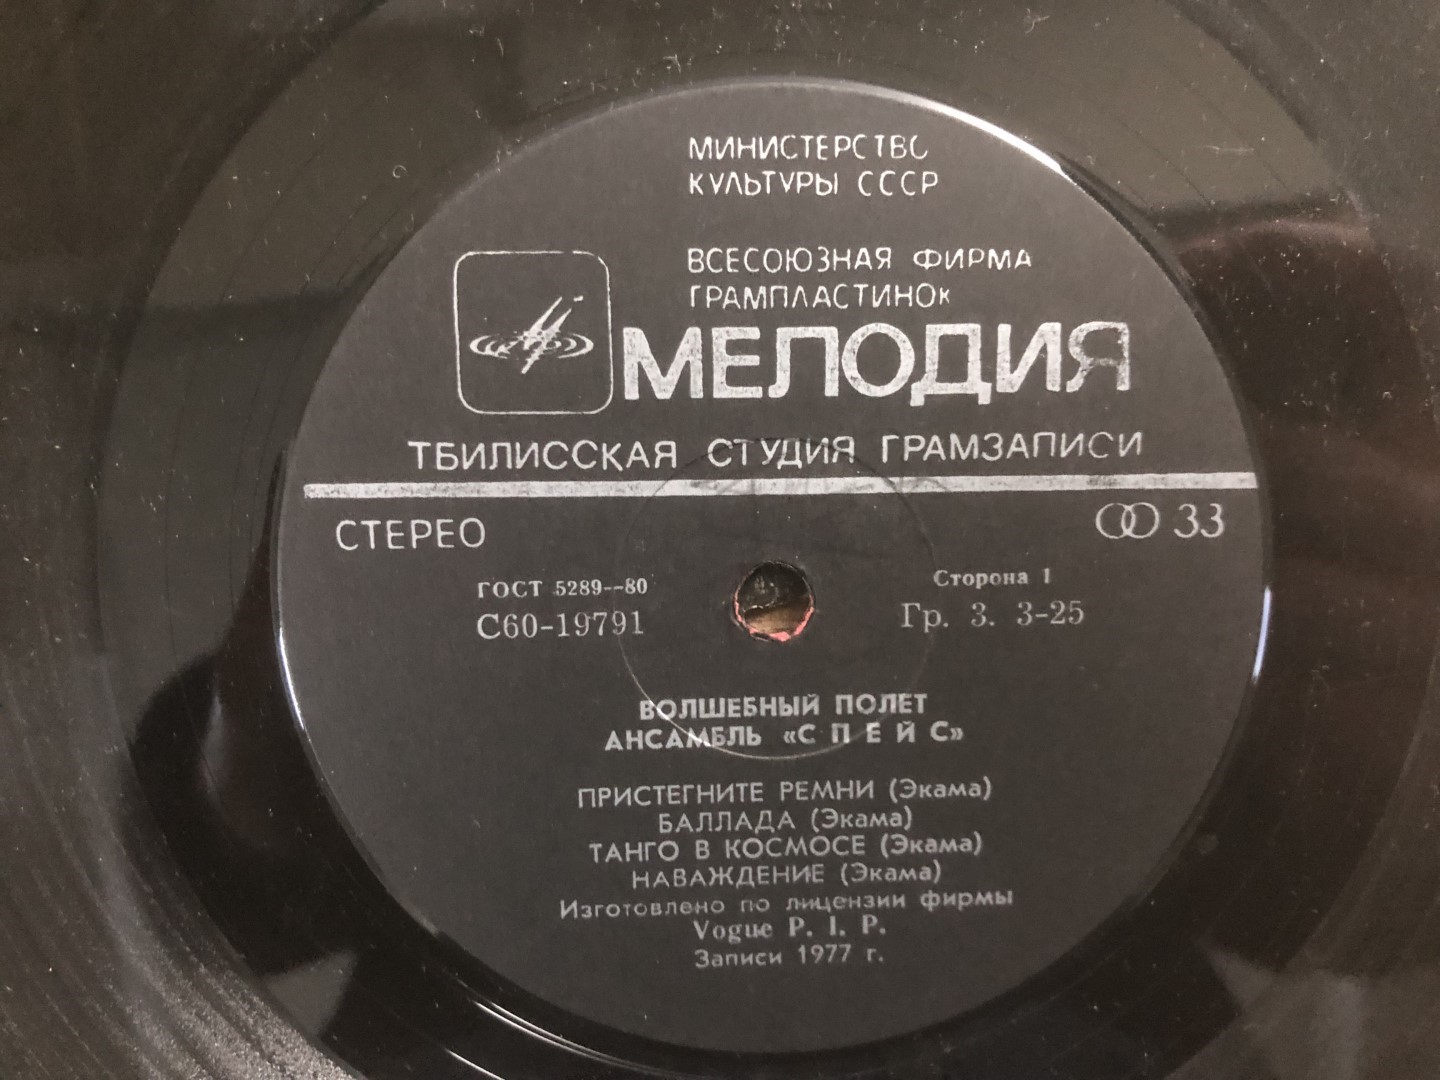 МИНИСТЕРСТВО
КУЛЬТУРЫ СССР
ВСЕСОЮЗНАЯ ФИРМА
ГРАМПЛАСТИНОК
МЕЛОДИЯ
ТБИЛИССКАЯ СТУДИЯ ГРАМЗАПИСИ
СТЕРЕО
33
ГОСТ 5289--80
Сторона 1
С60-19791
Гр. 3. 3-25
ВОЛШЕБНЫЙ ПОЛЕТ
АНСАМБЛЬ «С П Е Й С»
ПРИСТЕГНИТЕ РЕМНИ (Экама)
БАЛЛАДА (Экама)
ТАНГО В КОСМОСЕ (Экама)
НАВАЖДЕНИЕ (Экама)
Изготовлено по лицензии фирмы
Vogue P. I. P.
Записи 1977 г.